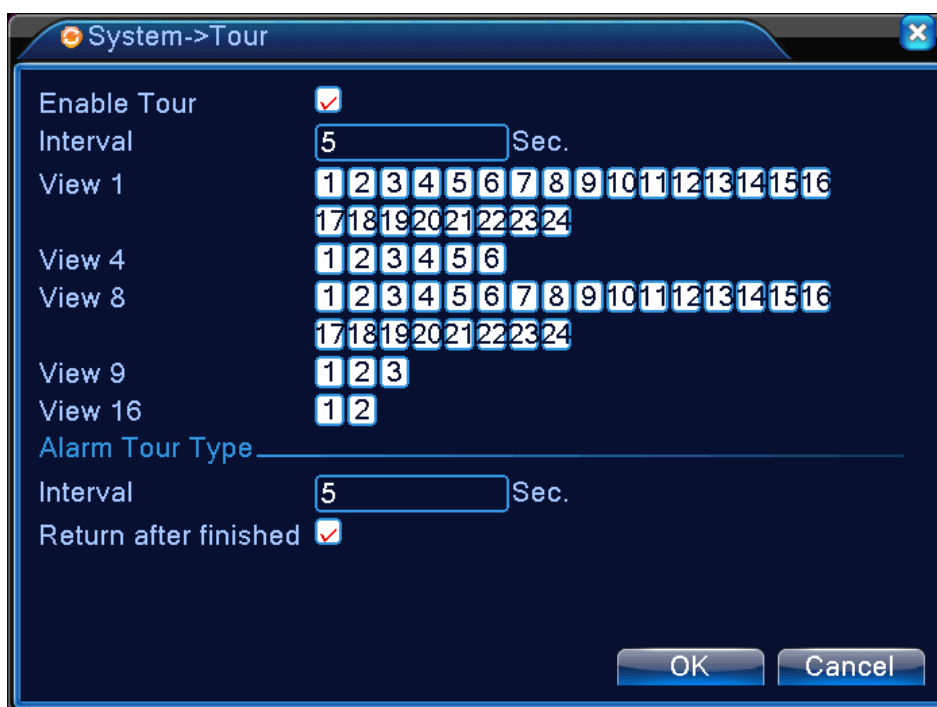 System->Tour
Enable Tour
Interval 5 Sec.
View 1 1 2 3 4 5 6 7 8 9 10 11 12 13 14 15 16
17 18 19 20 21 22 23 24
View 4 1 2 3 4 5 6
View 8 1 2 3 4 5 6 7 8 9 10 11 12 13 14 15 16
17 18 19 20 21 22 23 24
View 9 1 2 3
View 16 1 2
Alarm Tour Type
Interval 5 Sec.
Return after finished
OK Cancel